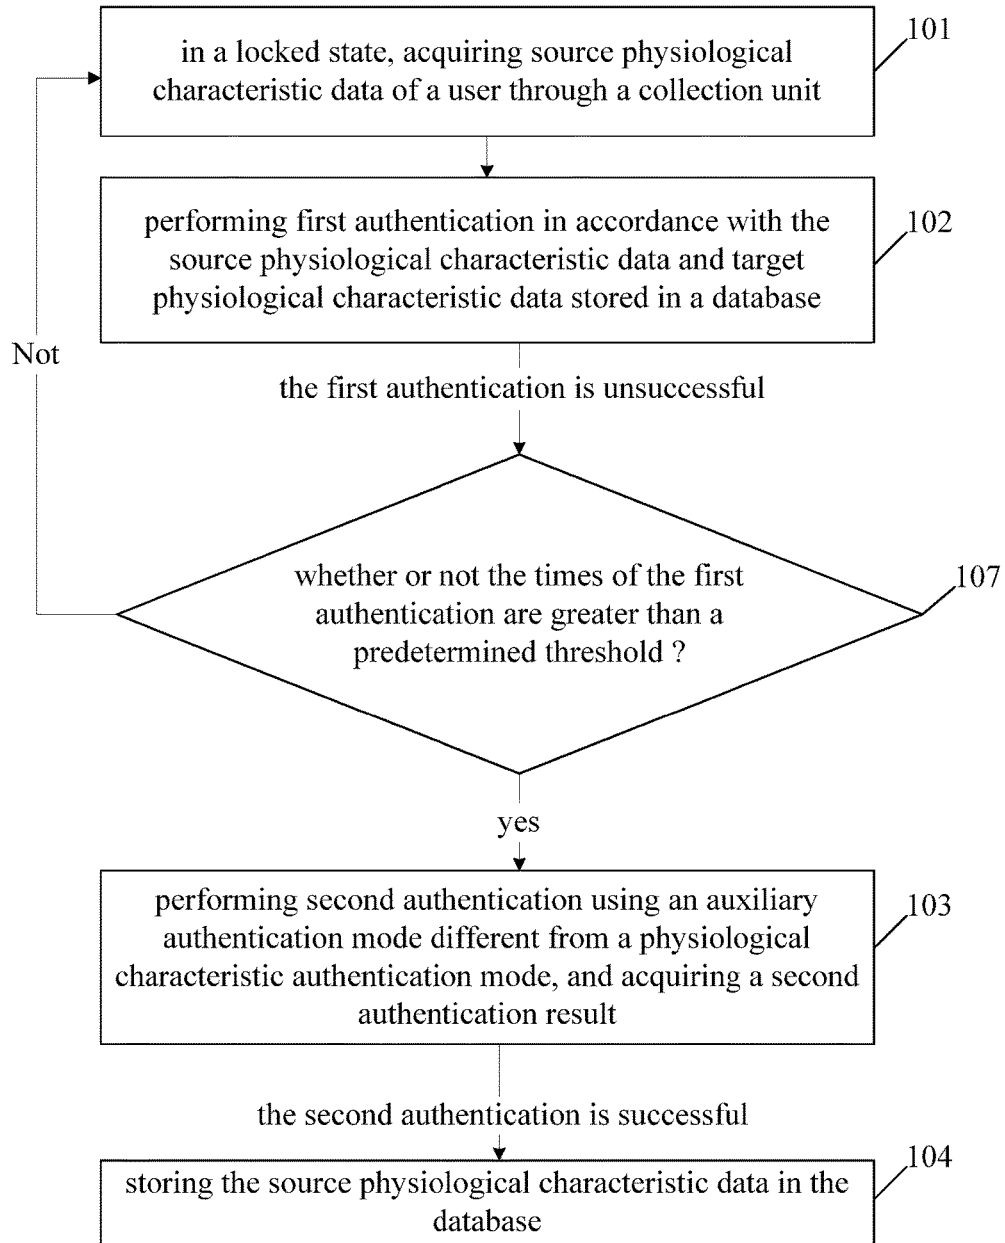 in a locked state, acquiring source physiological
characteristic data of a user through a collection unit
101
performing first authentication in accordance with the
source physiological characteristic data and target
physiological characteristic data stored in a database
102
Not
the first authentication is unsuccessful
whether or not the times of the first
authentication are greater than a
predetermined threshold ?
107
yes
performing second authentication using an auxiliary
authentication mode different from a physiological
characteristic authentication mode, and acquiring a second
authentication result
103
the second authentication is successful
storing the source physiological characteristic data in the
database
104